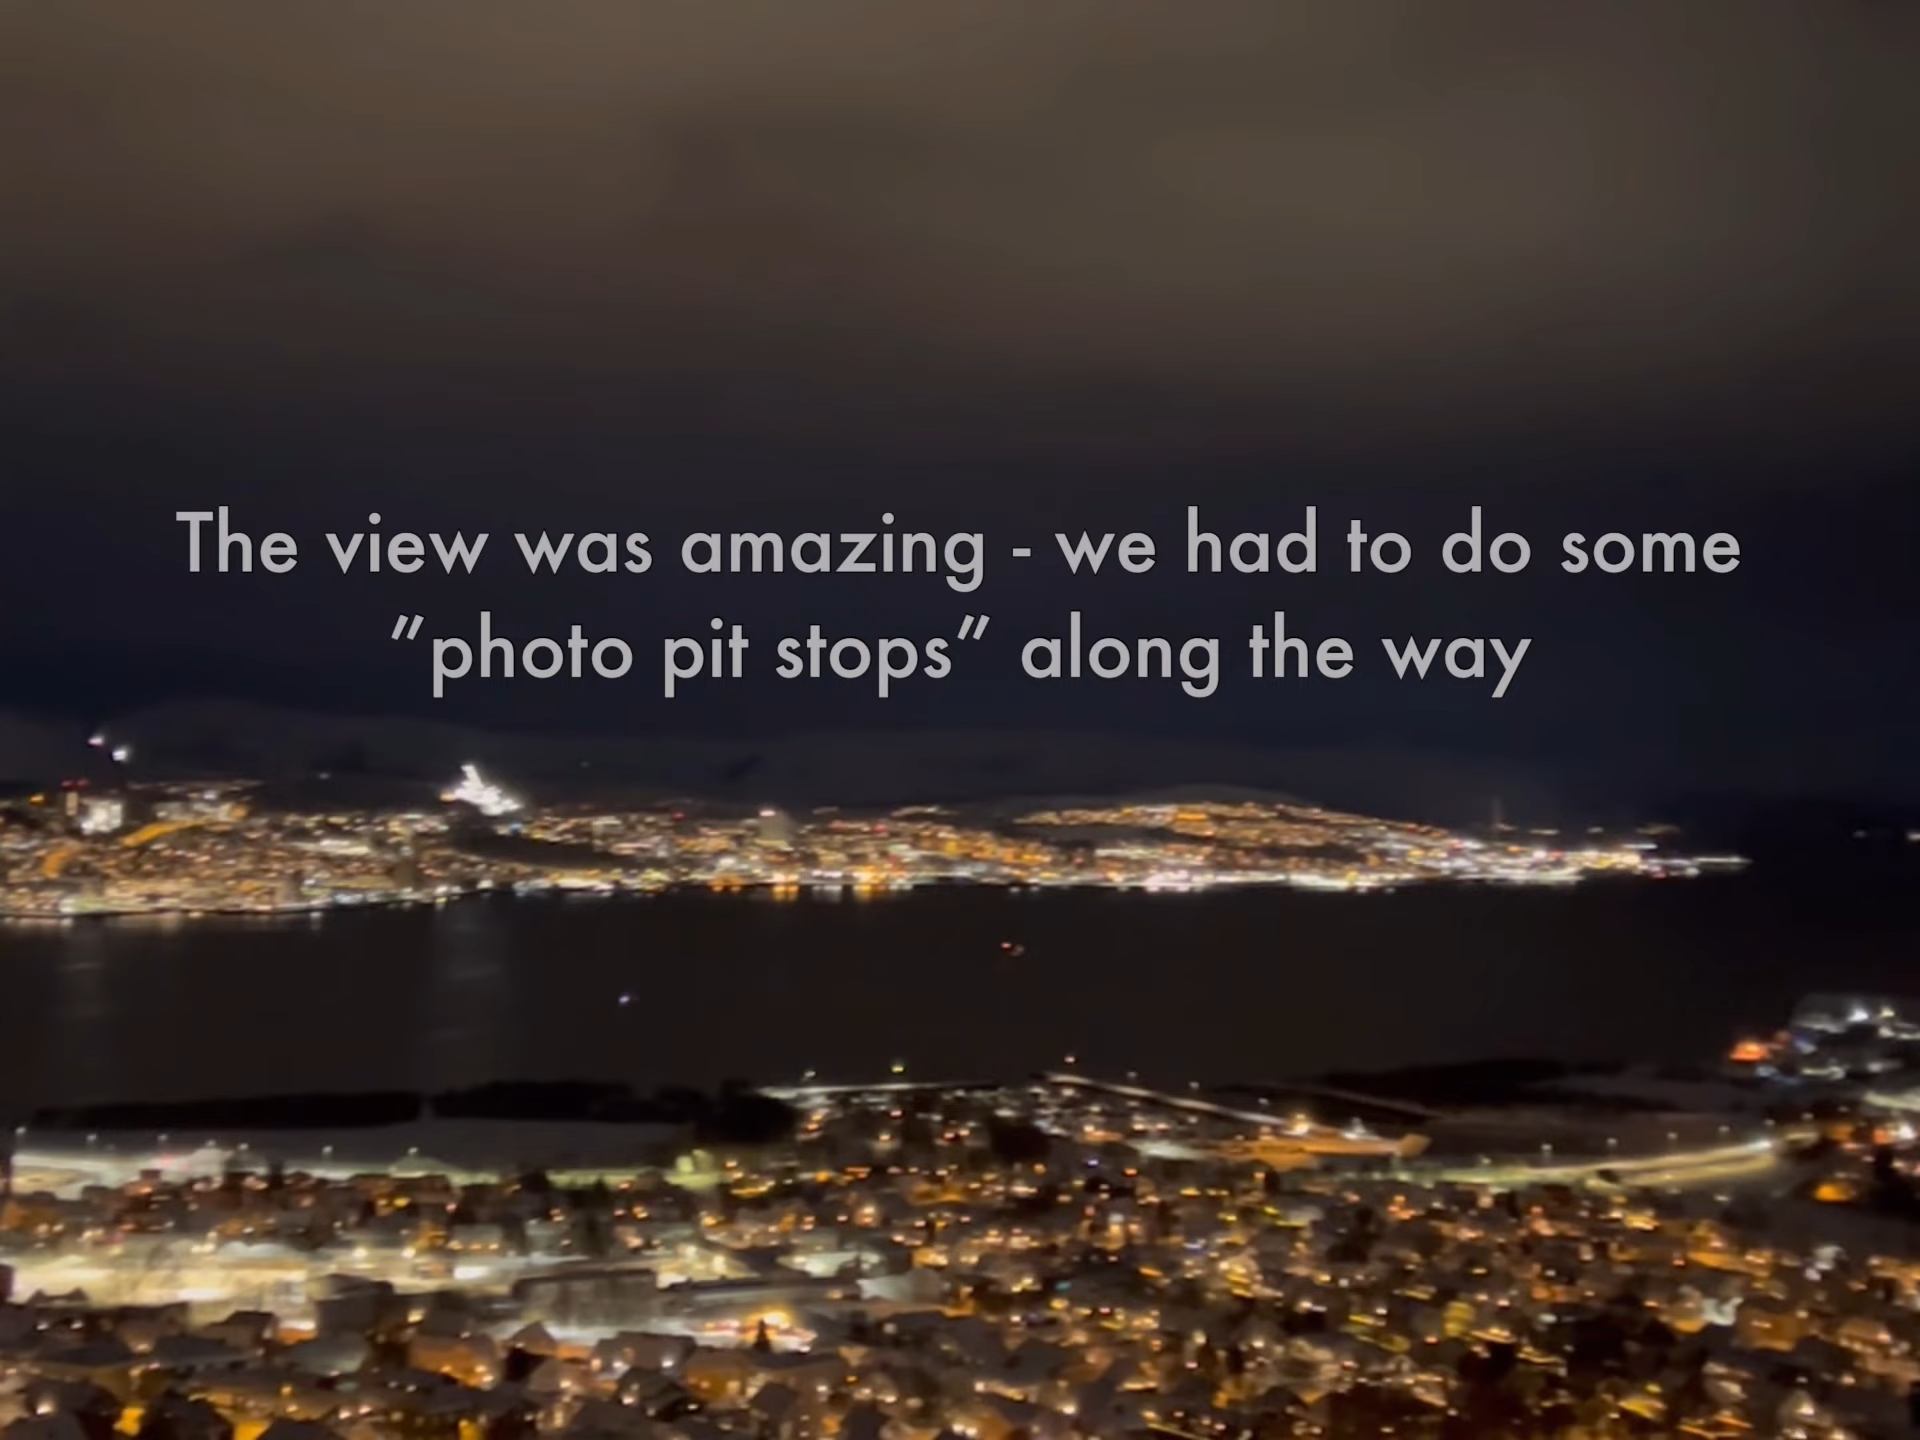 The view was amazing - we had to do some
”photo pit stops” along the way